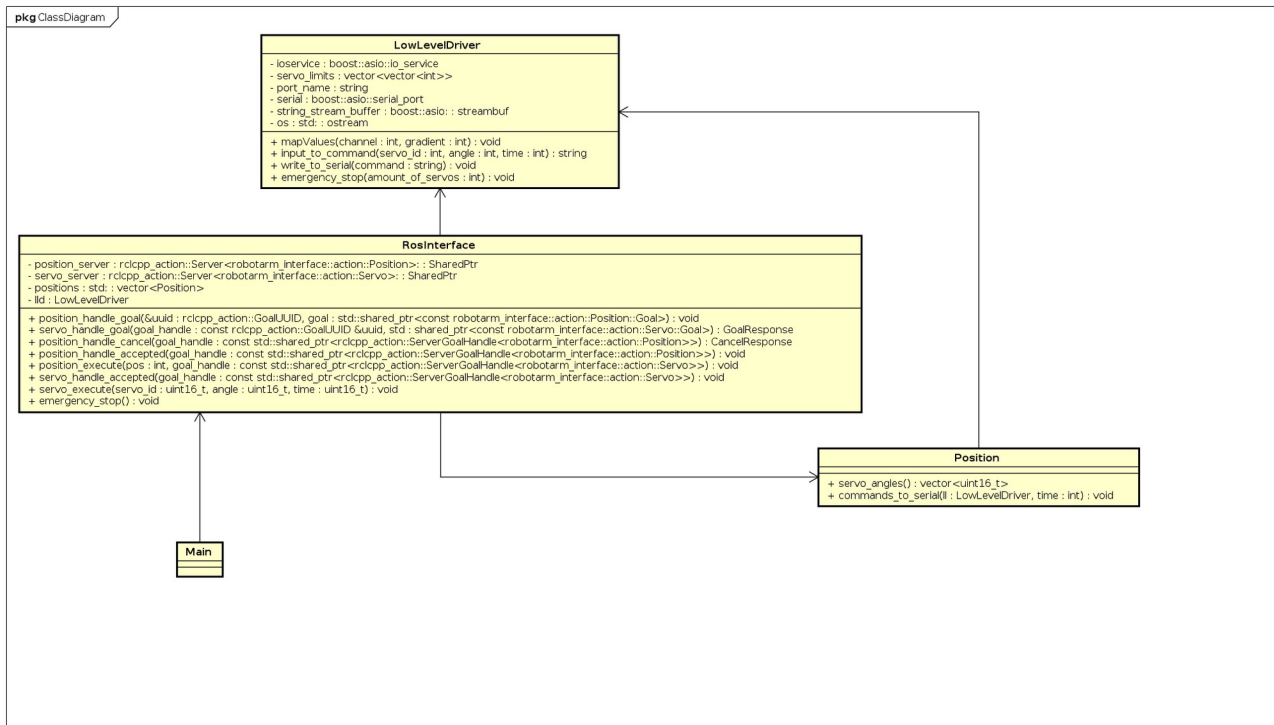 pkg ClassDiagram
LowLevelDriver
- ioservice : boost::asio::io_service
- servo_limits : vector<vector<int>>
- port_name : string
- serial : boost::asio::serial_port
- string_stream_buffer : boost::asio: : streambuf
- os : std: : ostream
+ mapValues(channel : int, gradient : int) : void
+ input_to_command(servo_id : int, angle : int, time : int) : string
+ write_to_serial(command : string) : void
+ emergency_stop(amount_of_servos : int) : void
RosInterface
- position_server : rclcpp_action::Server<robotarm_interface::action::Position>: : SharedPtr
- servo_server : rclcpp_action::Server<robotarm_interface::action::Servo>: : SharedPtr
- positions : std: : vector<Position>
- lld : LowLevelDriver
+ position_handle_goal(&uuid : rclcpp_action::GoalUUID, goal : std::shared_ptr<const robotarm_interface::action::Position::Goal>) : void
+ servo_handle_goal(goal_handle : const rclcpp_action::GoalUUID &uuid, std : shared_ptr<const robotarm_interface::action::Servo::Goal>) : GoalResponse
+ position_handle_cancel(goal_handle : const std::shared_ptr<rclcpp_action::ServerGoalHandle<robotarm_interface::action::Position>>) : CancelResponse
+ position_handle_accepted(goal_handle : const std::shared_ptr<rclcpp_action::ServerGoalHandle<robotarm_interface::action::Position>>) : void
+ position_execute(pos : int, goal_handle : const std::shared_ptr<rclcpp_action::ServerGoalHandle<robotarm_interface::action::Servo>>) : void
+ servo_handle_accepted(goal_handle : const std::shared_ptr<rclcpp_action::ServerGoalHandle<robotarm_interface::action::Servo>>) : void
+ servo_execute(servo_id : uint16_t, angle : uint16_t, time : uint16_t) : void
+ emergency_stop() : void
Position
+ servo_angles() : vector<uint16_t>
+ commands_to_serial(ll : LowLevelDriver, time : int) : void
Main